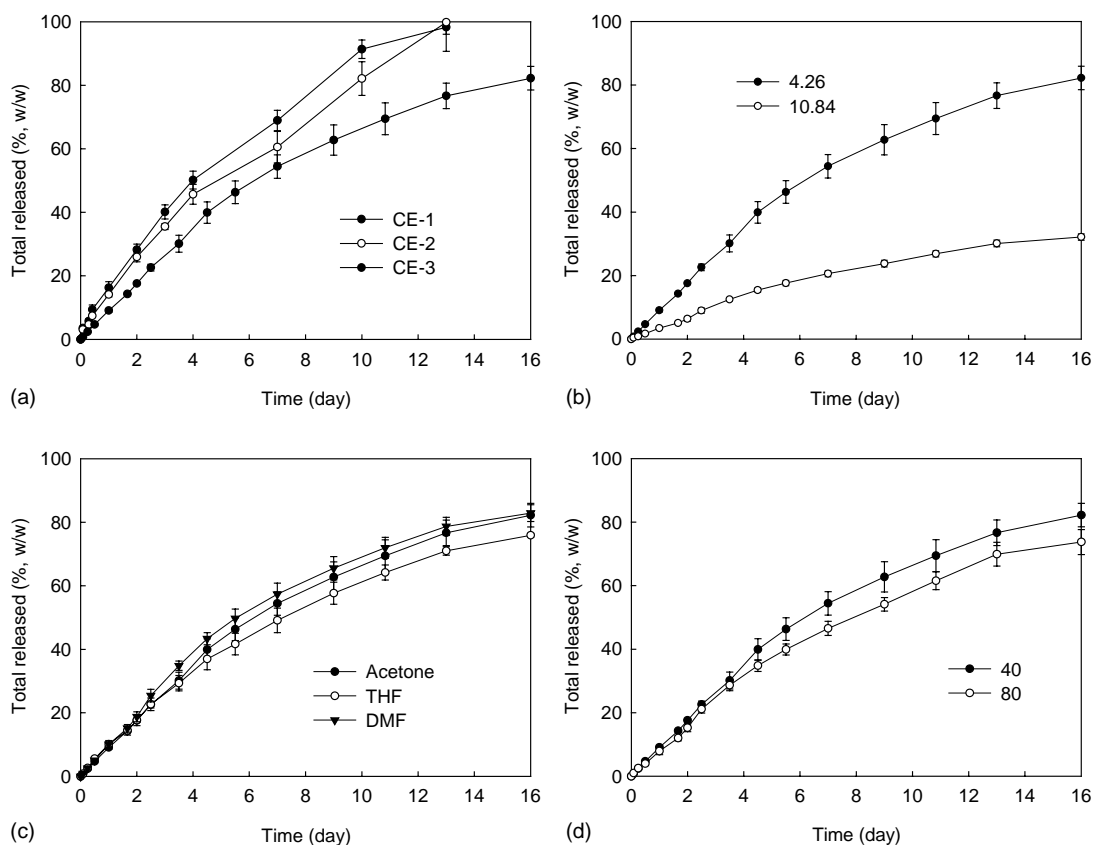 100
80
60
40
20
0
Total released (%, w/w)
CE-1
CE-2
CE-3
0 2 4 6 8 10 12 14 16
Time (day)
(a)
100
80
60
40
20
0
Total released (%, w/w)
4.26
10.84
0 2 4 6 8 10 12 14 16
Time (day)
(b)
100
80
60
40
20
0
Total released (%, w/w)
Acetone
THF
DMF
0 2 4 6 8 10 12 14 16
Time (day)
(c)
100
80
60
40
20
0
Total released (%, w/w)
40
80
0 2 4 6 8 10 12 14 16
Time (day)
(d)